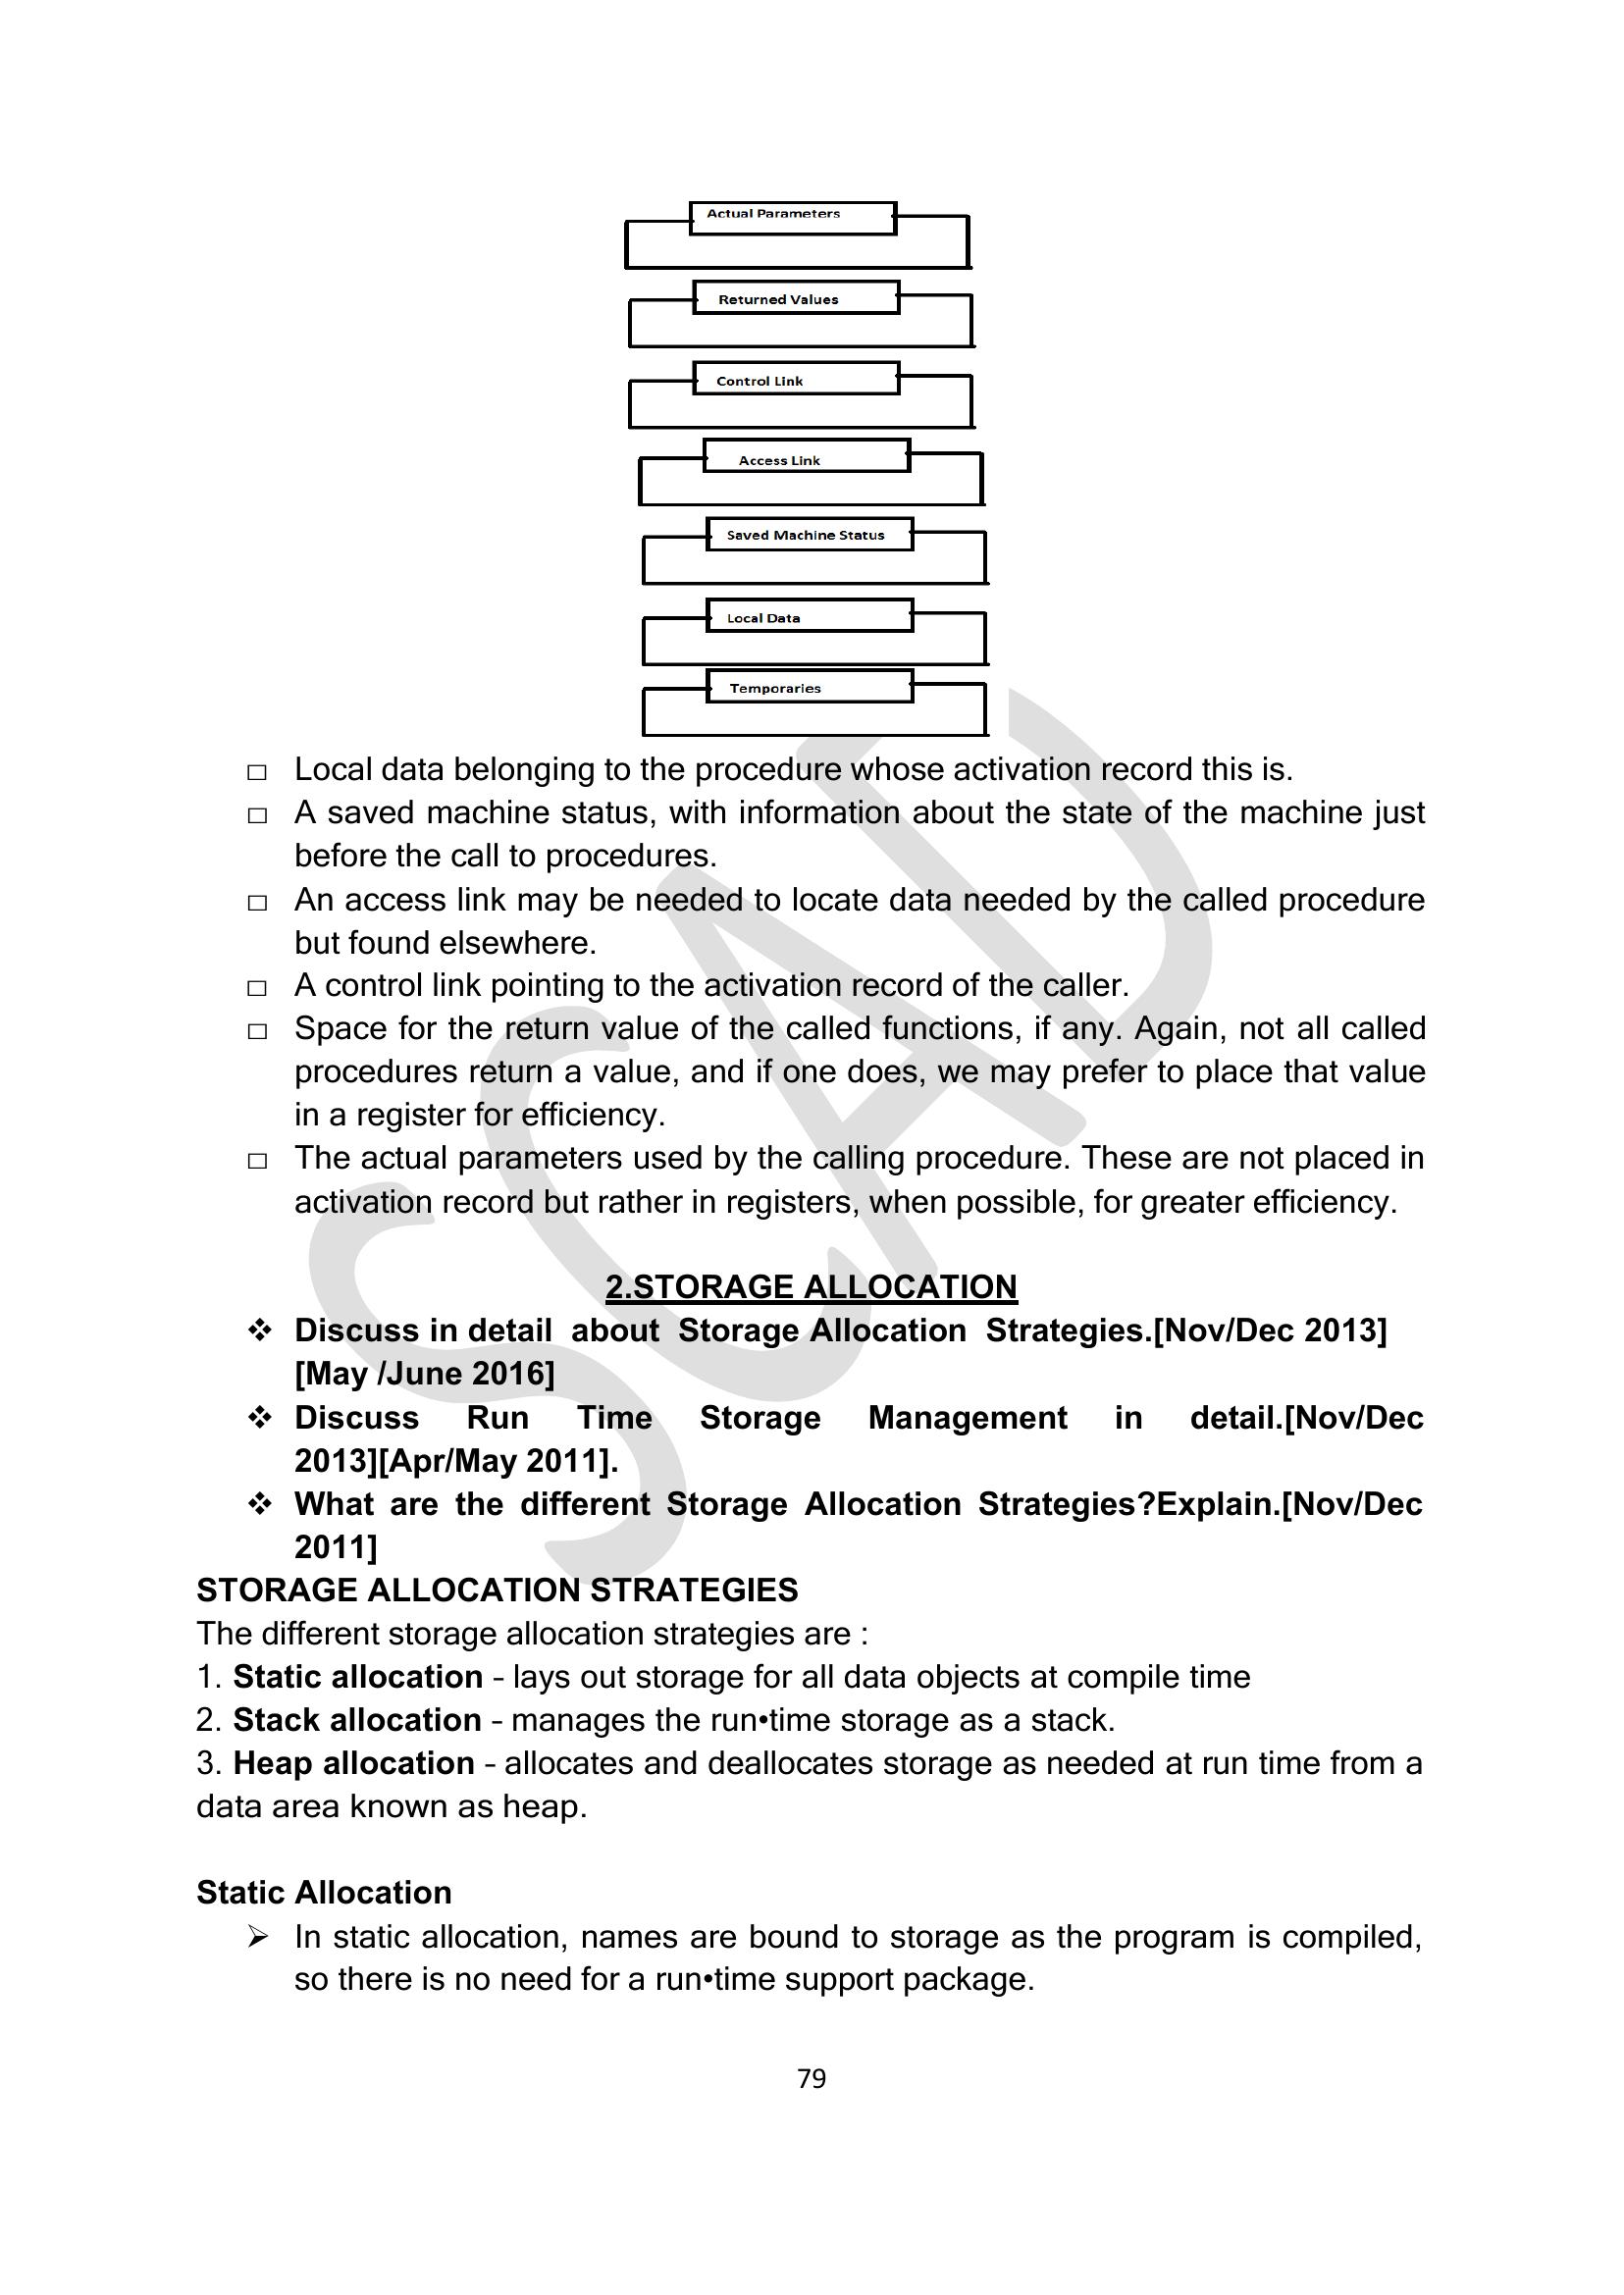 Actual Parameters
Returned Values
Control Link
Access Link
Saved Machine Status
Local Data
Temporaries
□ Local data belonging to the procedure whose activation record this is.
□ A saved machine status, with information about the state of the machine just
before the call to procedures.
□ An access link may be needed to locate data needed by the called procedure
but found elsewhere.
□ A control link pointing to the activation record of the caller.
□ Space for the return value of the called functions, if any. Again, not all called
procedures return a value, and if one does, we may prefer to place that value
in a register for efficiency.
□ The actual parameters used by the calling procedure. These are not placed in
activation record but rather in registers, when possible, for greater efficiency.
2.STORAGE ALLOCATION
❖ Discuss in detail about Storage Allocation Strategies.[Nov/Dec 2013]
[May /June 2016]
❖ Discuss Run Time Storage Management in detail.[Nov/Dec
2013][Apr/May 2011].
❖ What are the different Storage Allocation Strategies?Explain.[Nov/Dec
2011]
STORAGE ALLOCATION STRATEGIES
The different storage allocation strategies are :
1. Static allocation – lays out storage for all data objects at compile time
2. Stack allocation – manages the run•time storage as a stack.
3. Heap allocation – allocates and deallocates storage as needed at run time from a
data area known as heap.
Static Allocation
➢ In static allocation, names are bound to storage as the program is compiled,
so there is no need for a run•time support package.
79
SCAD